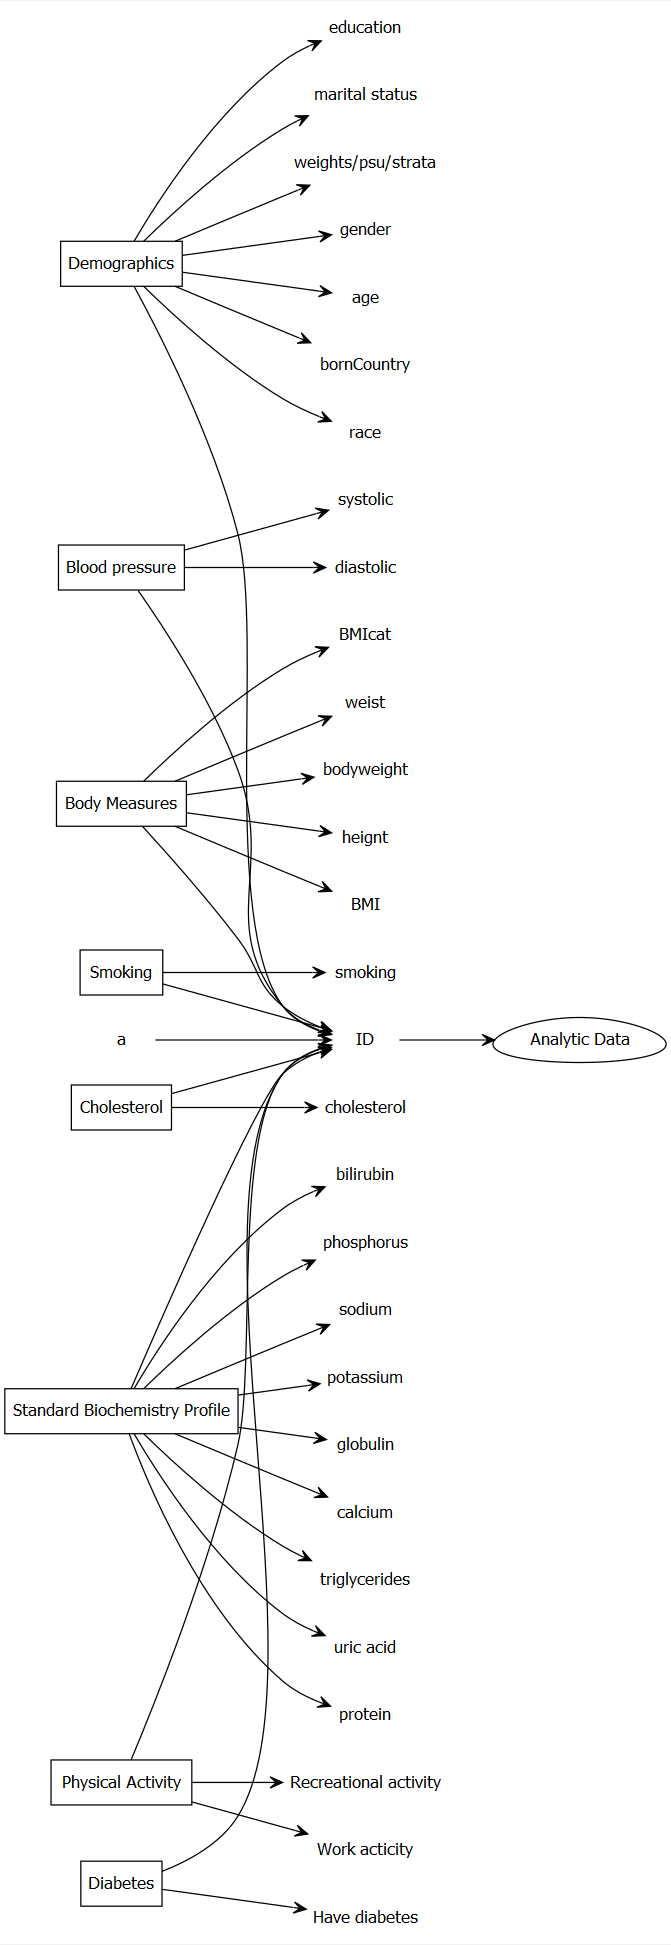 education
marital status
weights/psu/strata
gender
Demographics
age
bornCountry
race
systolic
Blood pressure
diastolic
BMIcat
weist
bodyweight
Body Measures
heignt
BMI
Smoking
smoking
a
ID
Analytic Data
Cholesterol
cholesterol
bilirubin
phosphorus
sodium
potassium
Standard Biochemistry Profile
globulin
calcium
triglycerides
uric acid
protein
Physical Activity
Recreational activity
Work acticity
Diabetes
Have diabetes